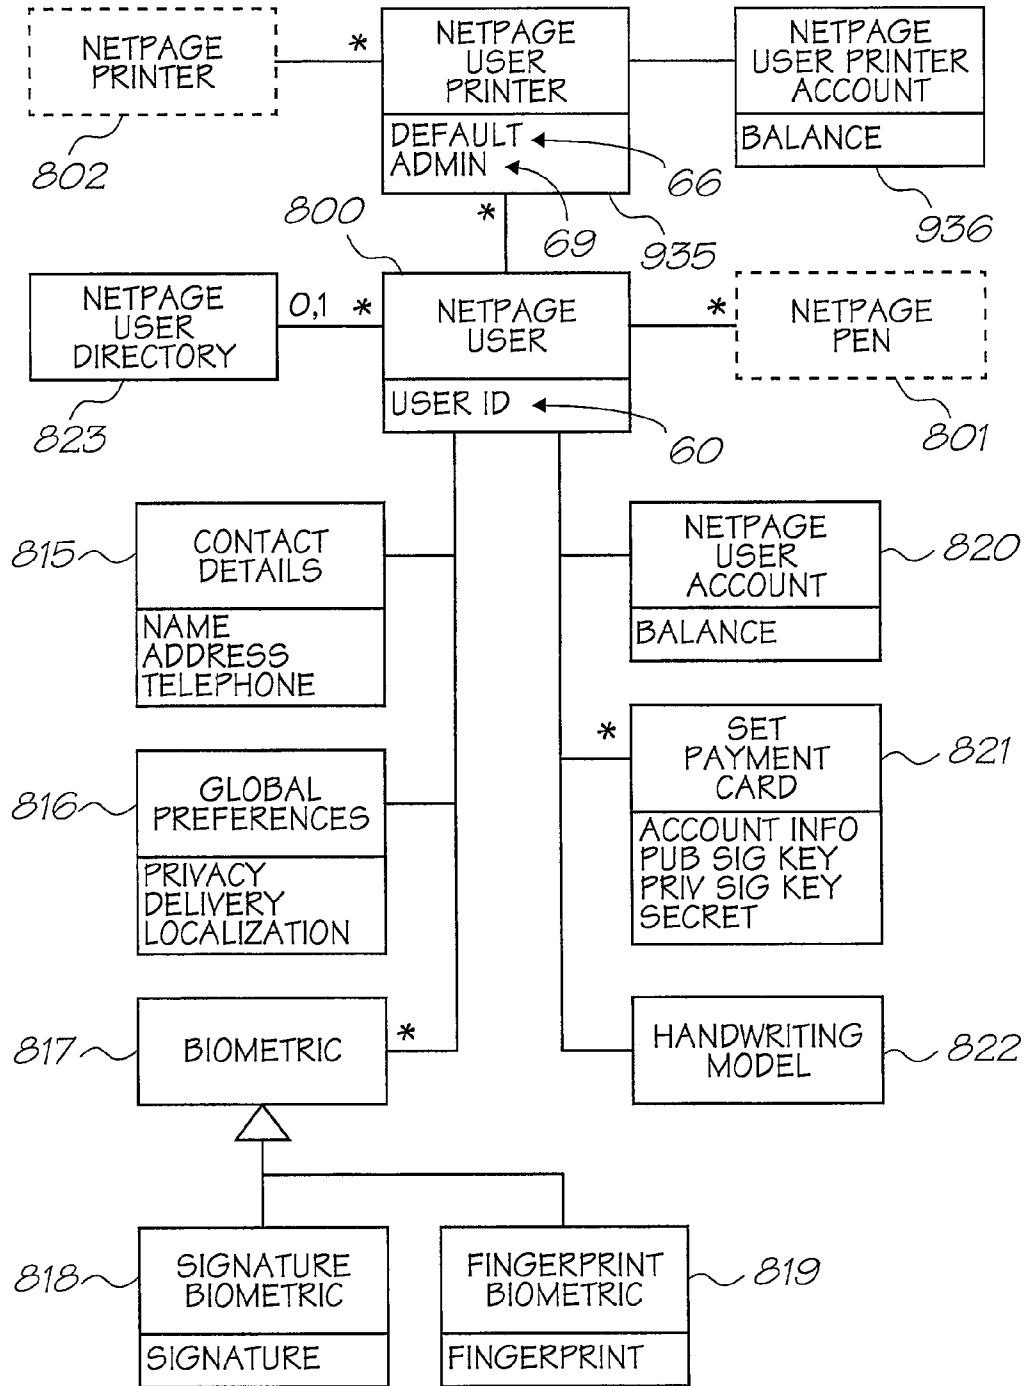 NETPAGE
PRINTER
802
*
NETPAGE
USER
PRINTER
DEFAULT
ADMIN
66
69
935
NETPAGE
USER PRINTER
ACCOUNT
BALANCE
936
*
800
NETPAGE
USER
DIRECTORY
823
0,1 *
NETPAGE
USER
USER ID
60
*
NETPAGE
PEN
801
815
CONTACT
DETAILS
NAME
ADDRESS
TELEPHONE
NETPAGE
USER
ACCOUNT
BALANCE
820
816
GLOBAL
PREFERENCES
PRIVACY
DELIVERY
LOCALIZATION
*
SET
PAYMENT
CARD
ACCOUNT INFO
PUB SIG KEY
PRIV SIG KEY
SECRET
821
817
BIOMETRIC
*
HANDWRITING
MODEL
822
818
SIGNATURE
BIOMETRIC
SIGNATURE
FINGERPRINT
BIOMETRIC
FINGERPRINT
819